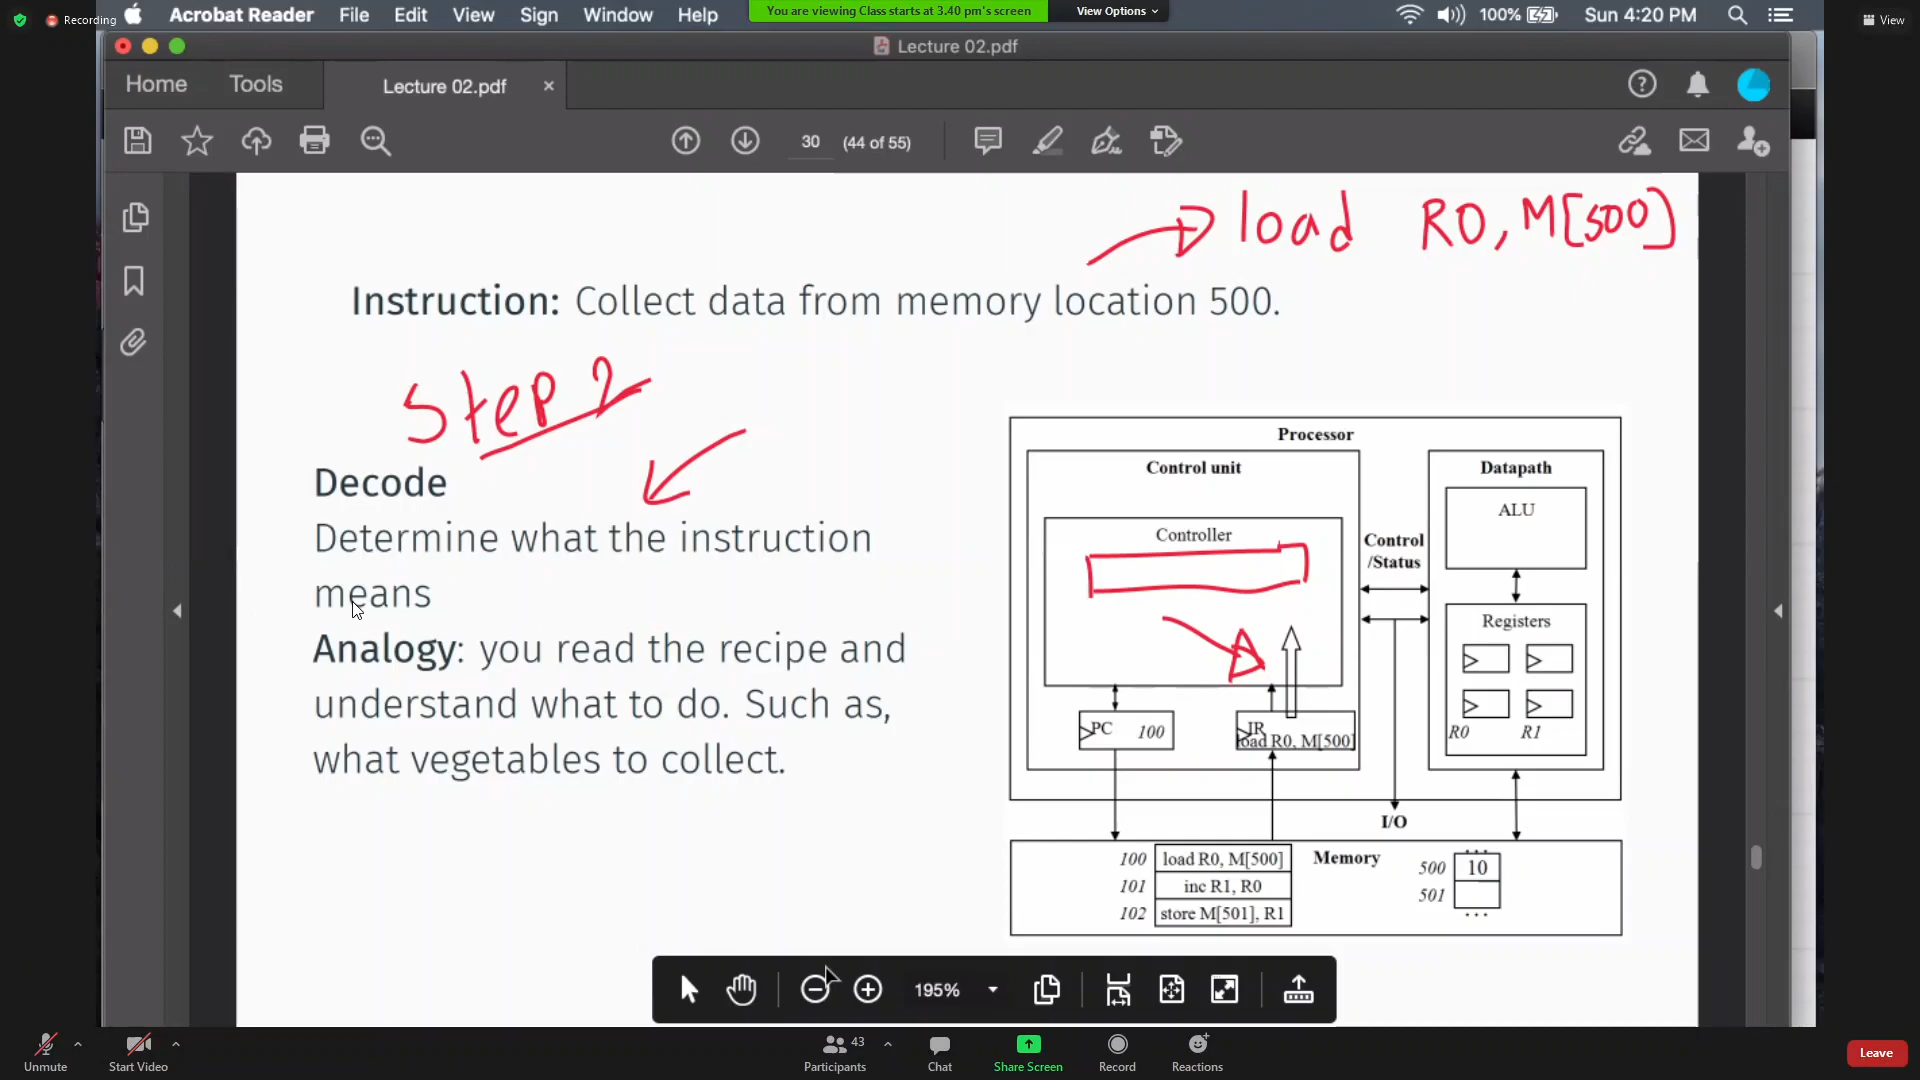 Recording
Acrobat Reader File Edit View Sign Window Help
You are viewing Class starts at 3.40 pm's screen
View Options
100%
Sun 4:20 PM
View
Lecture 02.pdf
Home Tools Lecture 02.pdf ×
30 (44 of 55)
load R0, M[500]
Instruction: Collect data from memory location 500.
Step 2
Decode
Determine what the instruction
means
Analogy: you read the recipe and
understand what to do. Such as,
what vegetables to collect.
Processor
Control unit
Datapath
Controller
ALU
Control
/Status
Registers
PC 100
IR
load R0, M[500]
R0 R1
I/O
Memory
100 load R0, M[500]
101 inc R1, R0
102 store M[501], R1
...
500 10
501
...
195%
Unmute
Start Video
Participants 43
Chat
Share Screen
Record
Reactions
Leave